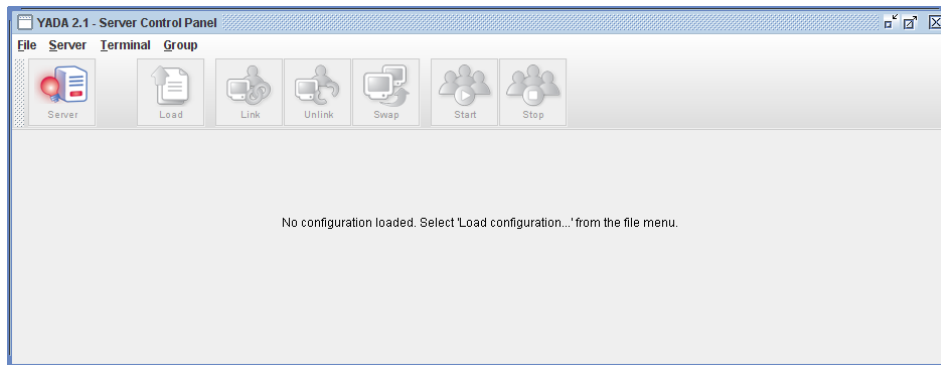 YADA 2.1 - Server Control Panel
File Server Terminal Group
Server Load Link Unlink Swap Start Stop
No configuration loaded. Select 'Load configuration...' from the file menu.